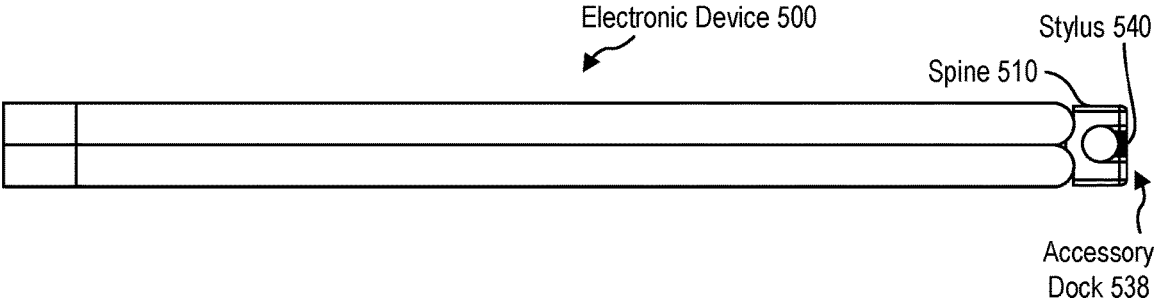 Electronic Device 500
Stylus 540
Spine 510
Accessory
Dock 538